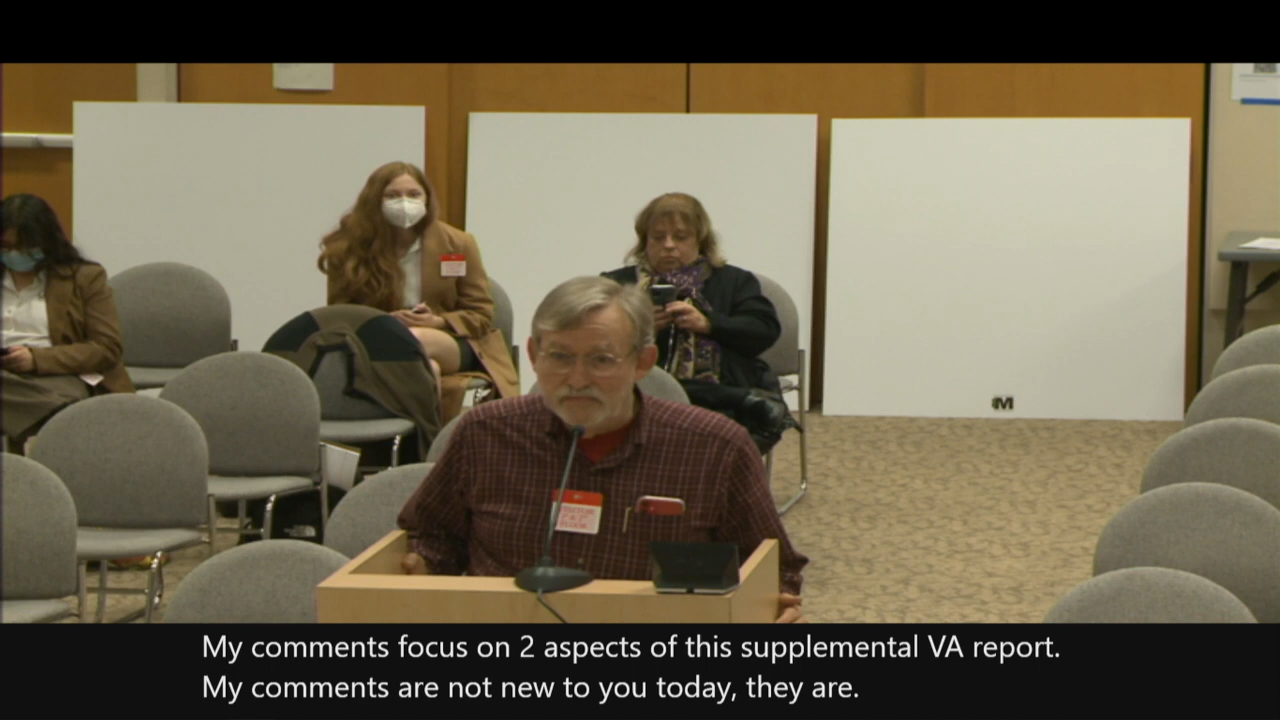 My comments focus on 2 aspects of this supplemental VA report.
My comments are not new to you today, they are.